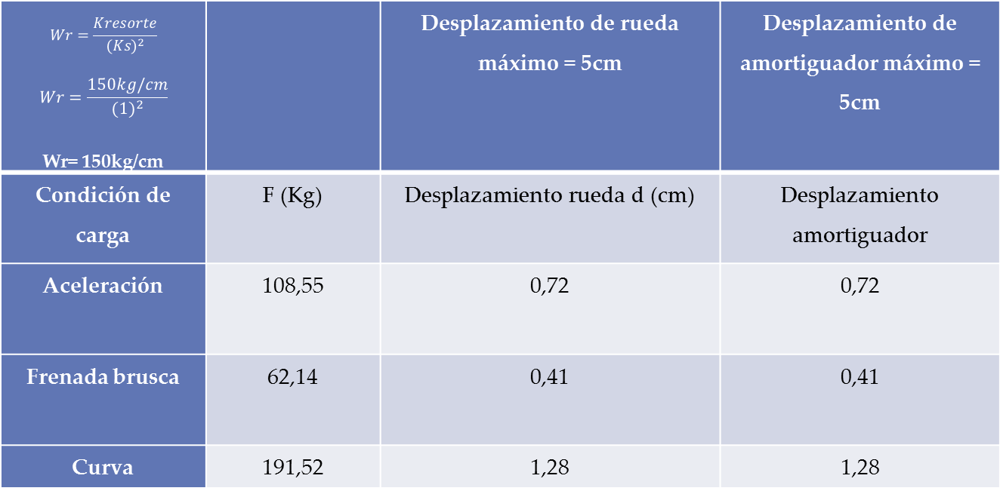 Wr = Kresorte / (Ks)²
Wr = 150kg/cm / (1)²
Wr= 150kg/cm
Desplazamiento de rueda
máximo = 5cm
Desplazamiento de
amortiguador máximo =
5cm
Condición de
carga
F (Kg)
Desplazamiento rueda d (cm)
Desplazamiento
amortiguador
Aceleración
108,55
0,72
0,72
Frenada brusca
62,14
0,41
0,41
Curva
191,52
1,28
1,28